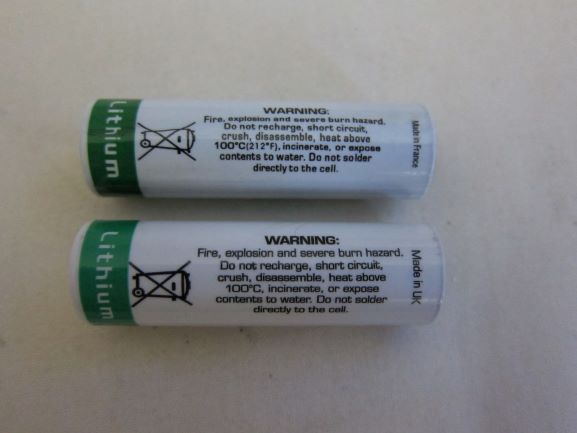 Lithium
WARNING:
Fire, explosion and severe burn hazard.
Do not recharge, short circuit,
crush, disassemble, heat above
100°C(212°F), incinerate, or expose
contents to water. Do not solder
directly to the cell.
Made in France
Lithium
WARNING:
Fire, explosion and severe burn hazard.
Do not recharge, short circuit,
crush, disassemble, heat above
100°C, incinerate, or expose
contents to water. Do not solder
directly to the cell.
Made in UK